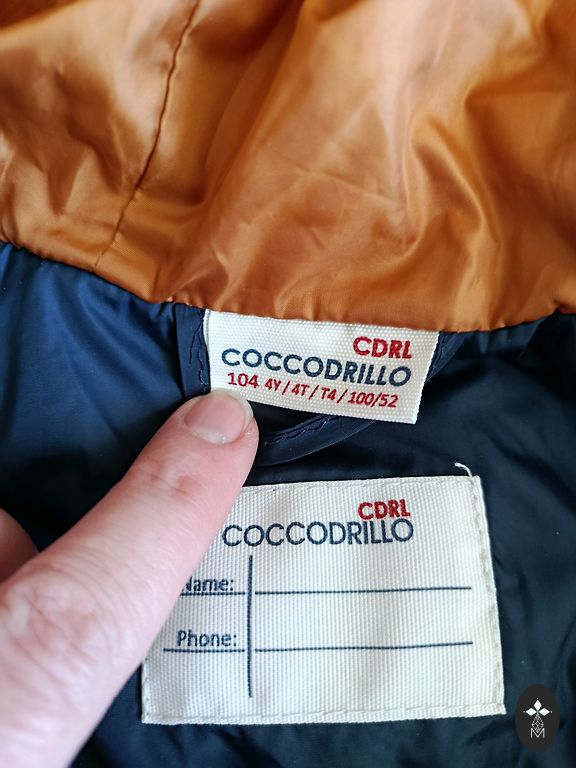 CDRL
COCCODRILLO
104 4Y / 4T / T4 / 100/52
CDRL
COCCODRILLO
Name:
Phone:
M